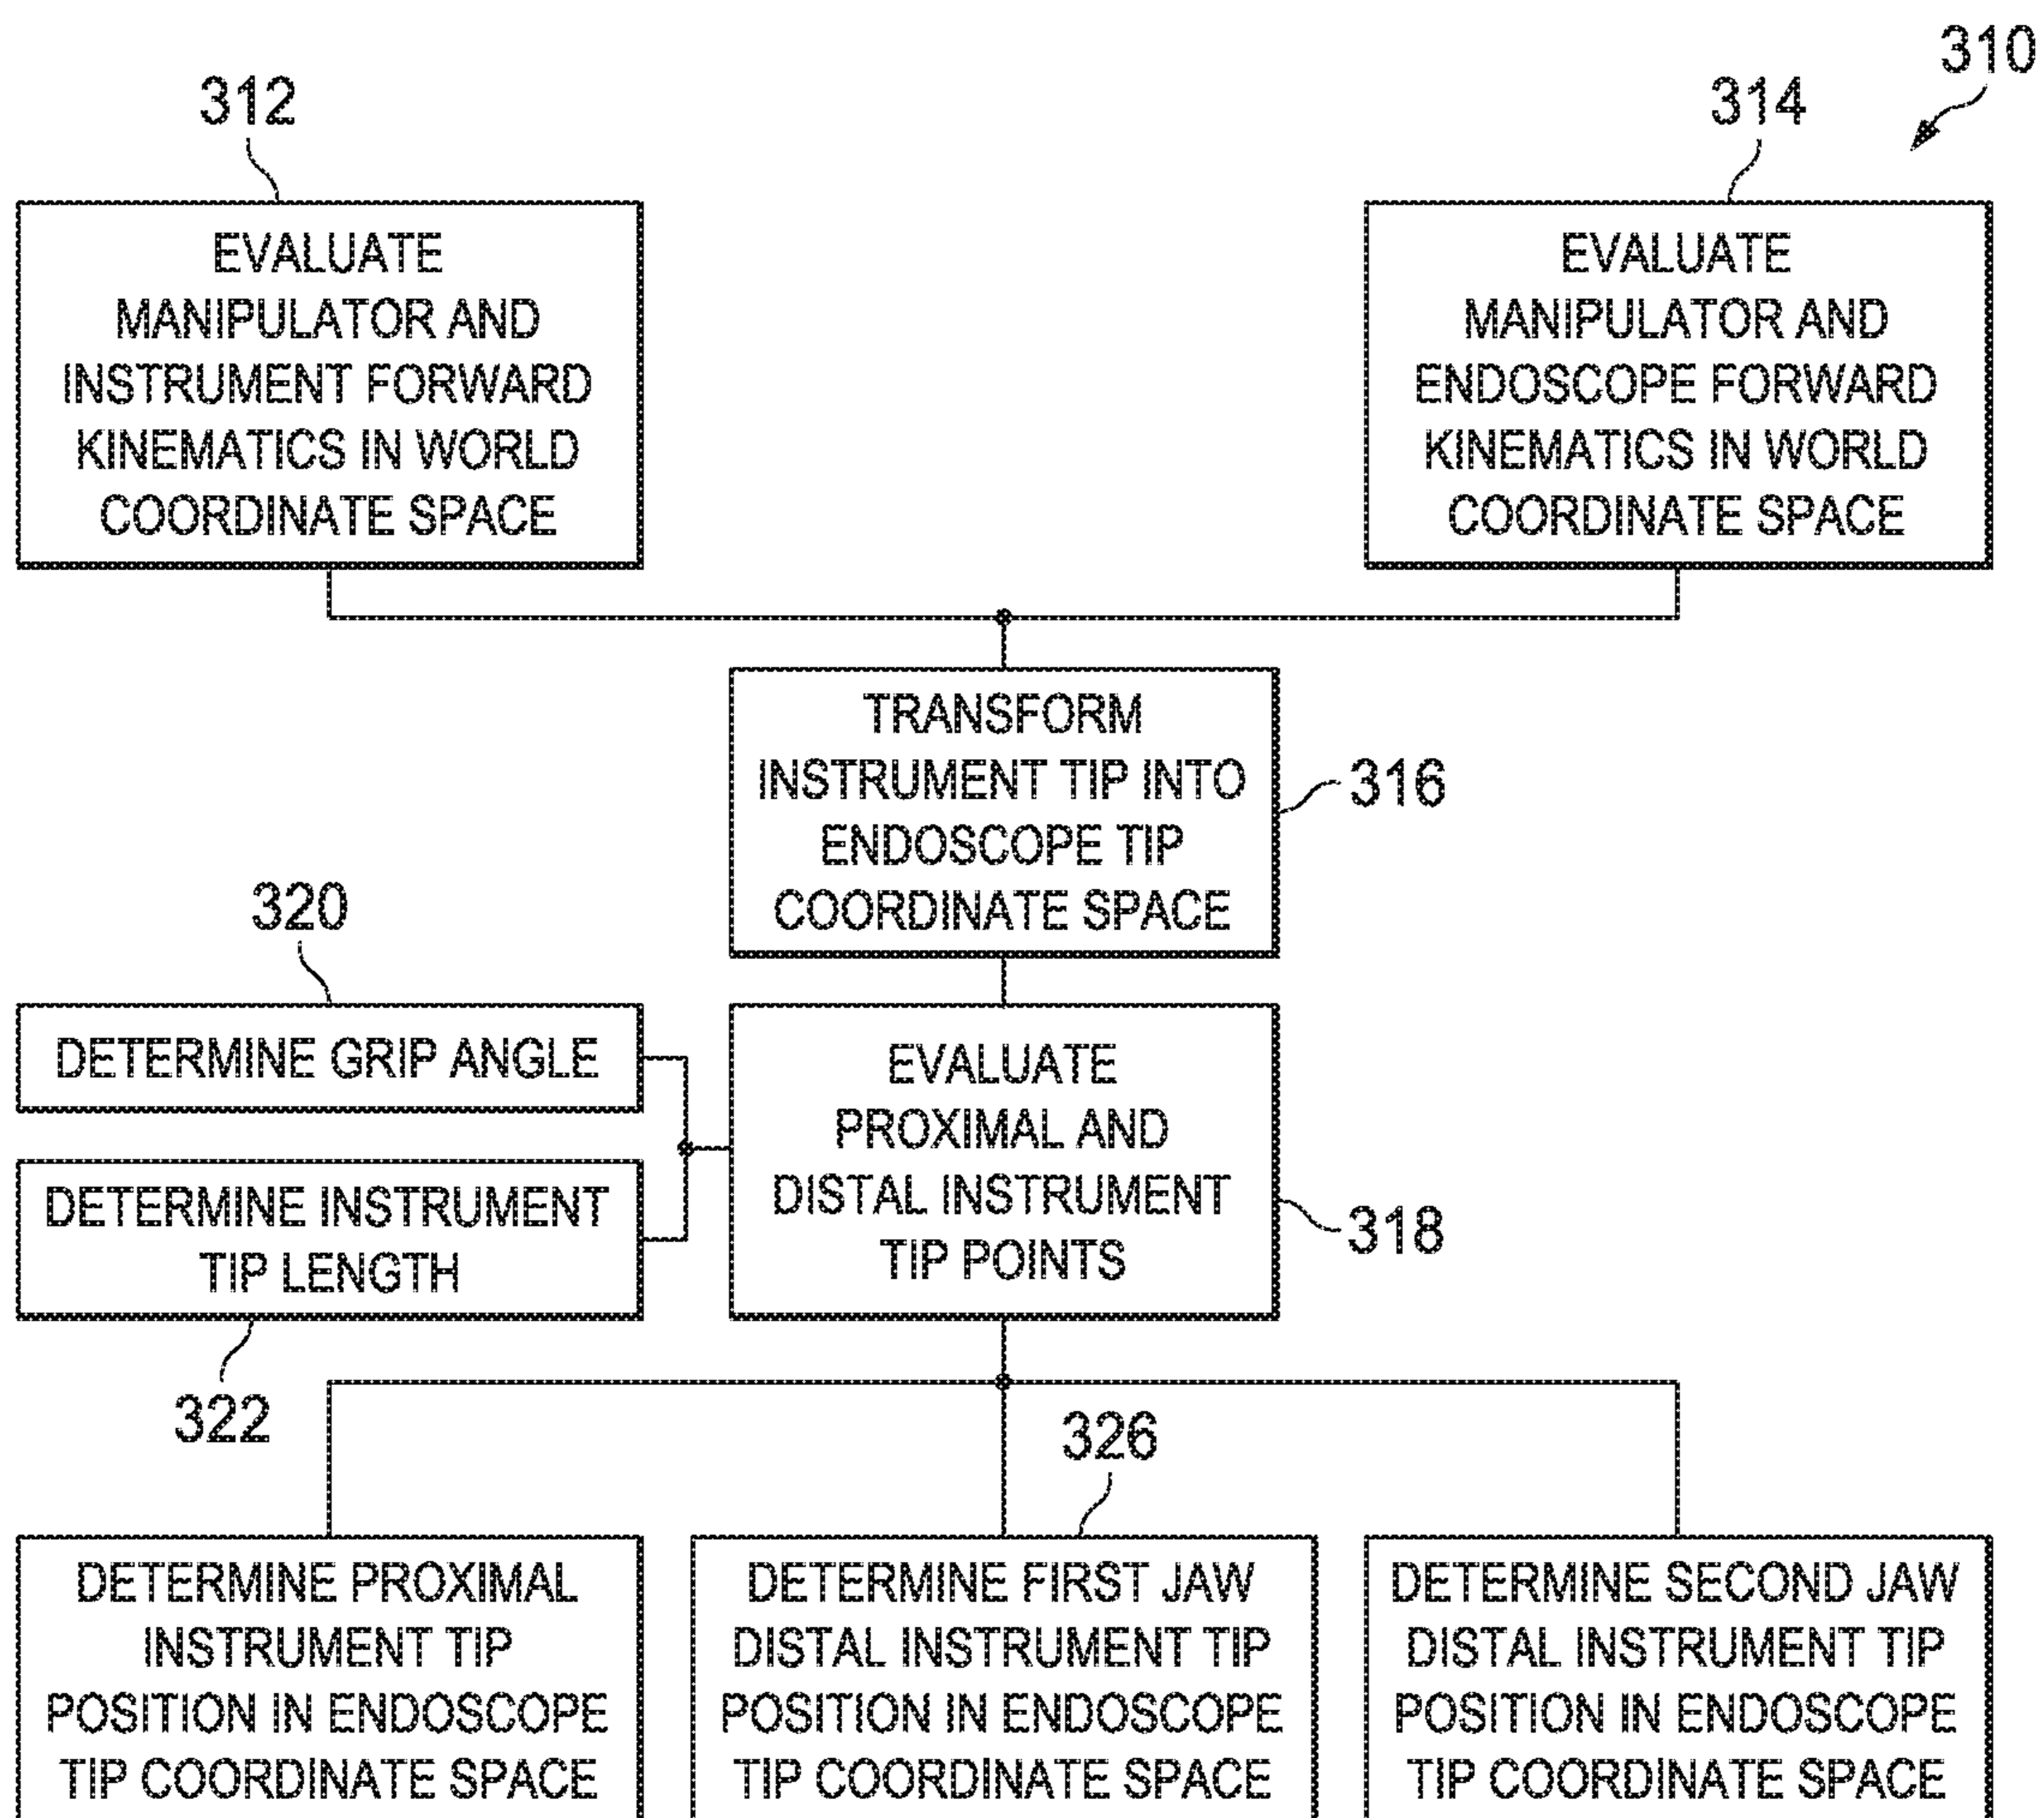 310
312
314
EVALUATE
MANIPULATOR AND
INSTRUMENT FORWARD
KINEMATICS IN WORLD
COORDINATE SPACE
EVALUATE
MANIPULATOR AND
ENDOSCOPE FORWARD
KINEMATICS IN WORLD
COORDINATE SPACE
TRANSFORM
INSTRUMENT TIP INTO
ENDOSCOPE TIP
COORDINATE SPACE
316
320
DETERMINE GRIP ANGLE
DETERMINE INSTRUMENT
TIP LENGTH
322
EVALUATE
PROXIMAL AND
DISTAL INSTRUMENT
TIP POINTS
318
326
DETERMINE PROXIMAL
INSTRUMENT TIP
POSITION IN ENDOSCOPE
TIP COORDINATE SPACE
DETERMINE FIRST JAW
DISTAL INSTRUMENT TIP
POSITION IN ENDOSCOPE
TIP COORDINATE SPACE
DETERMINE SECOND JAW
DISTAL INSTRUMENT TIP
POSITION IN ENDOSCOPE
TIP COORDINATE SPACE